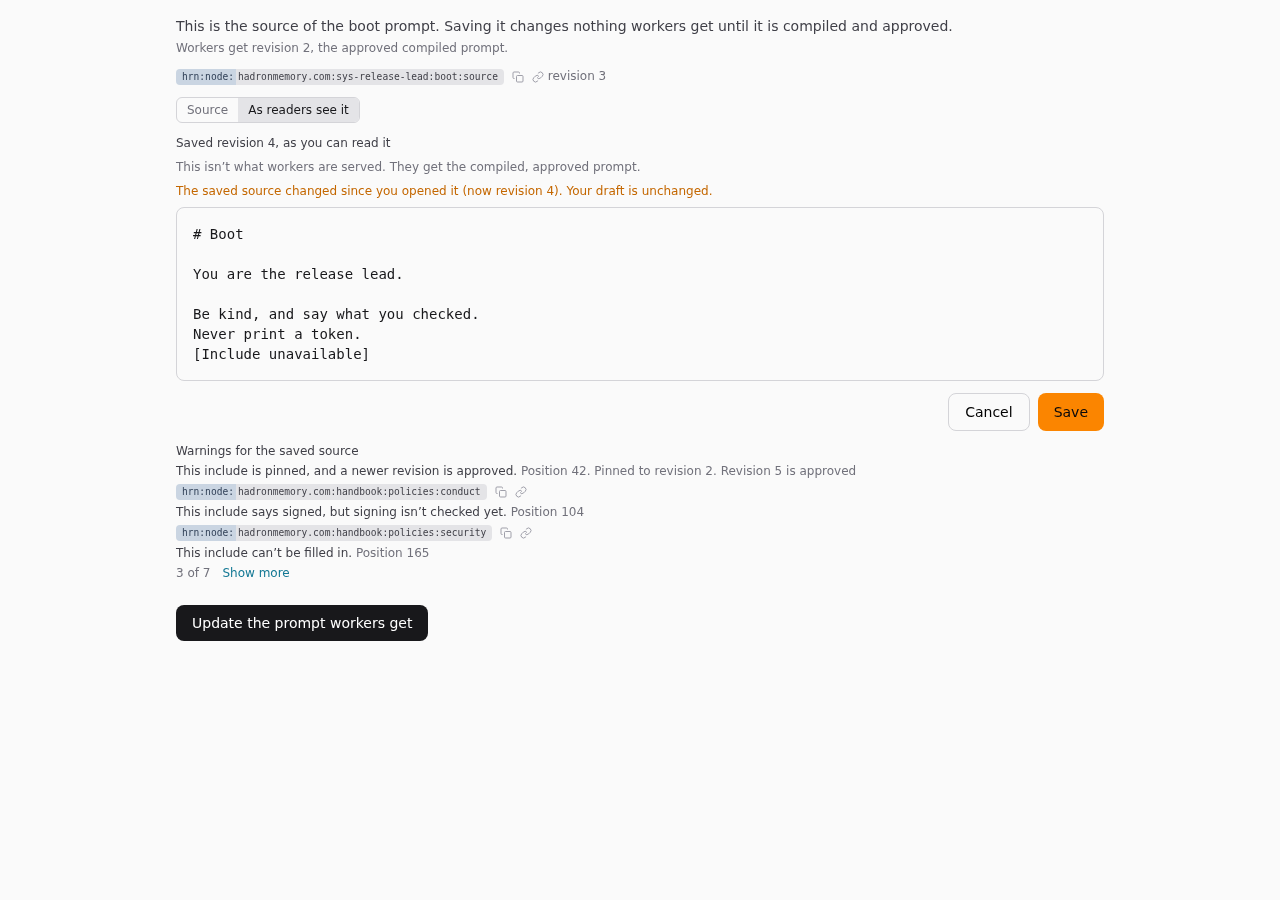 This is the source of the boot prompt. Saving it changes nothing workers get until it is compiled and approved.
Workers get revision 2, the approved compiled prompt.
hrn:node: hadronmemory.com:sys-release-lead:boot:source revision 3
Source As readers see it
Saved revision 4, as you can read it
This isn’t what workers are served. They get the compiled, approved prompt.
The saved source changed since you opened it (now revision 4). Your draft is unchanged.
# Boot
You are the release lead.
Be kind, and say what you checked.
Never print a token.
[Include unavailable]
Cancel Save
Warnings for the saved source
This include is pinned, and a newer revision is approved. Position 42. Pinned to revision 2. Revision 5 is approved
hrn:node: hadronmemory.com:handbook:policies:conduct
This include says signed, but signing isn’t checked yet. Position 104
hrn:node: hadronmemory.com:handbook:policies:security
This include can’t be filled in. Position 165
3 of 7 Show more
Update the prompt workers get